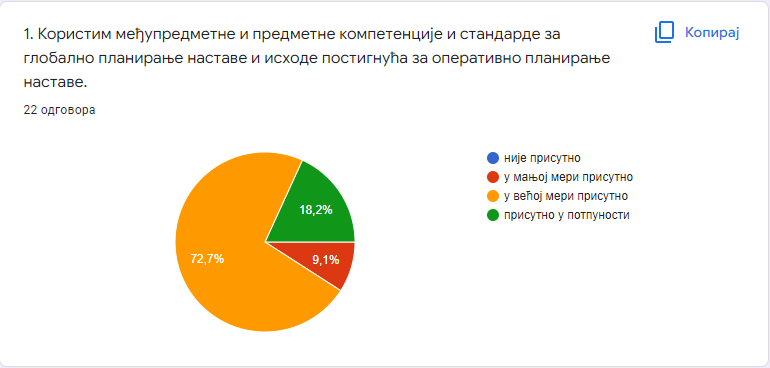 1. Користим међупредметне и предметне компетенције и стандарде за
глобално планирање наставе и исходе постигнућа за оперативно планирање
наставе.
Копирај
22 одговора
није присутно
у мањој мери присутно
у већој мери присутно
присутно у потпуности
18,2%
72,7%
9,1%